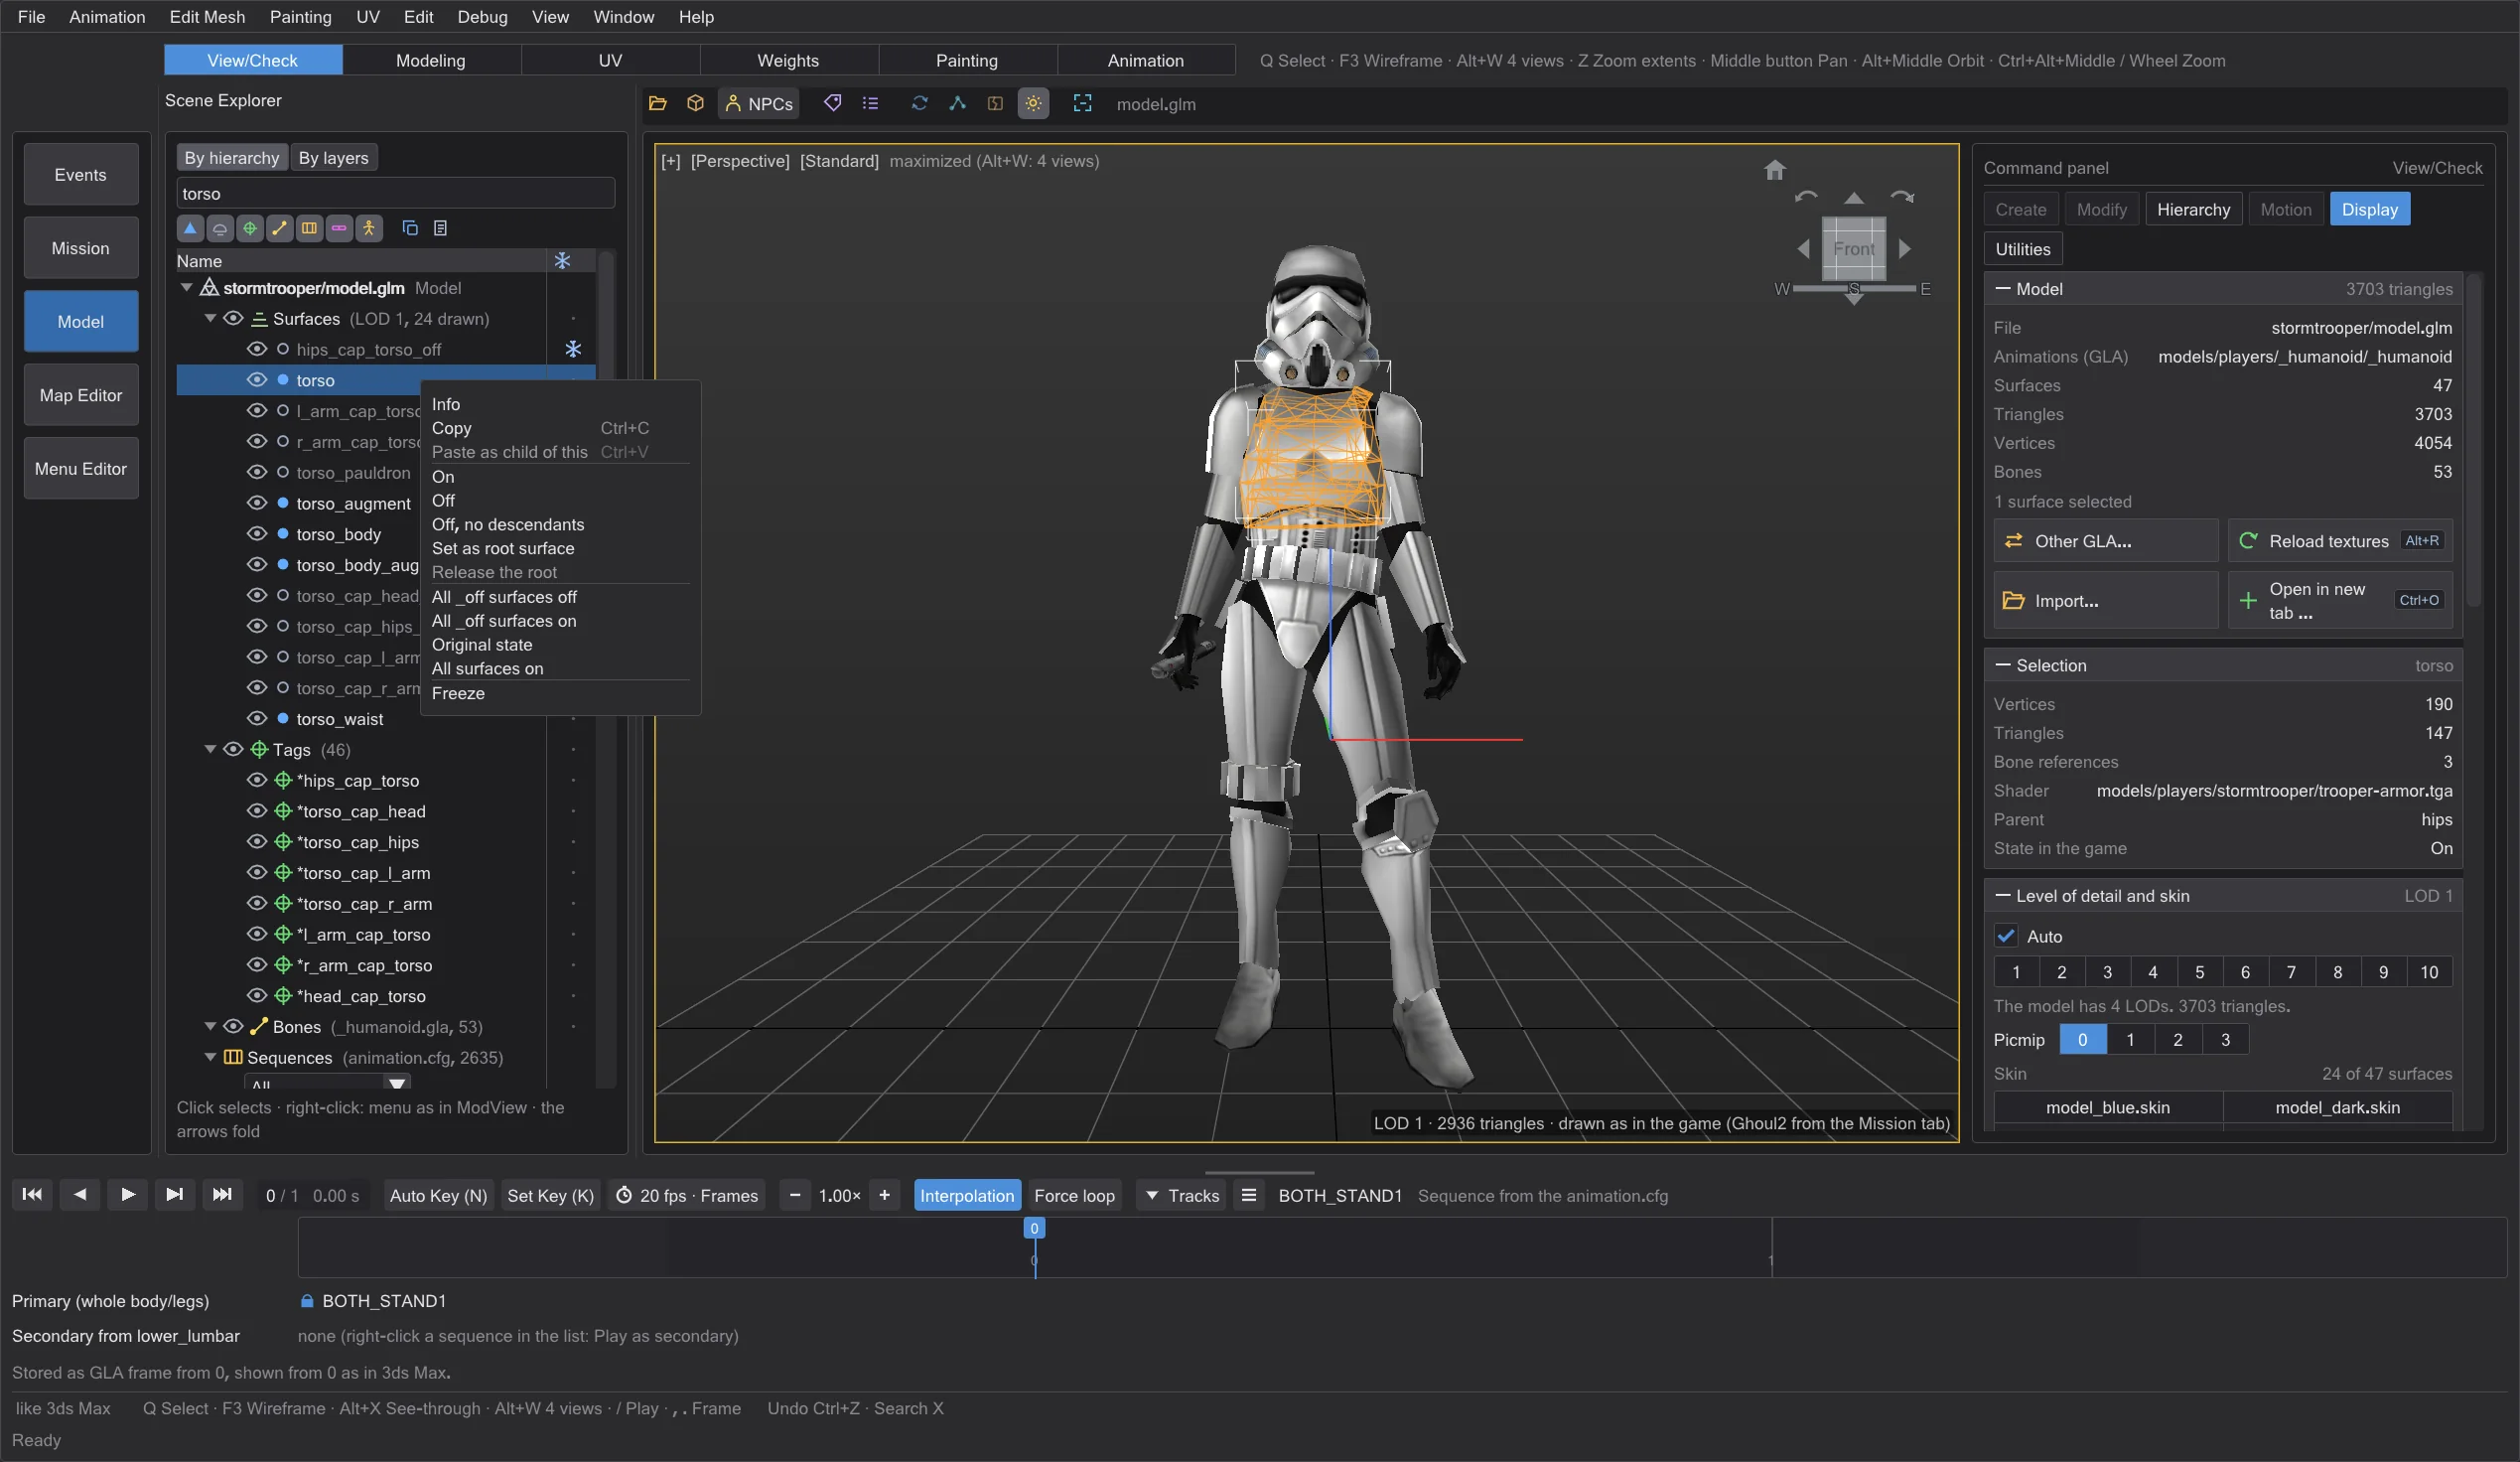 File Animation Edit Mesh Painting UV Edit Debug View Window Help
View/Check Modeling UV Weights Painting Animation Q Select · F3 Wireframe · Alt+W 4 views · Z Zoom extents · Middle button Pan · Alt+Middle Orbit · Ctrl+Alt+Middle / Wheel Zoom
Scene Explorer
NPCs model.glm
Events
Mission
Model
Map Editor
Menu Editor
By hierarchy By layers
torso
Name
stormtrooper/model.glm Model
Surfaces (LOD 1, 24 drawn)
hips_cap_torso_off
torso
l_arm_cap_torso
r_arm_cap_torso
torso_pauldron
torso_augment
torso_body
torso_body_aug
torso_cap_head
torso_cap_hips_
torso_cap_l_arm
torso_cap_r_arm
torso_waist
Tags (46)
*hips_cap_torso
*torso_cap_head
*torso_cap_hips
*torso_cap_l_arm
*torso_cap_r_arm
*l_arm_cap_torso
*r_arm_cap_torso
*head_cap_torso
Bones (_humanoid.gla, 53)
Sequences (animation.cfg, 2635)
All
Click selects · right-click: menu as in ModView · the
arrows fold
Info
Copy Ctrl+C
Paste as child of this Ctrl+V
On
Off
Off, no descendants
Set as root surface
Release the root
All _off surfaces off
All _off surfaces on
Original state
All surfaces on
Freeze
[+] [Perspective] [Standard] maximized (Alt+W: 4 views)
Front
W S E
LOD 1 · 2936 triangles · drawn as in the game (Ghoul2 from the Mission tab)
Command panel View/Check
Create Modify Hierarchy Motion Display
Utilities
Model 3703 triangles
File stormtrooper/model.glm
Animations (GLA) models/players/_humanoid/_humanoid
Surfaces 47
Triangles 3703
Vertices 4054
Bones 53
1 surface selected
Other GLA... Reload textures Alt+R
Import... Open in new tab ... Ctrl+O
Selection torso
Vertices 190
Triangles 147
Bone references 3
Shader models/players/stormtrooper/trooper-armor.tga
Parent hips
State in the game On
Level of detail and skin LOD 1
Auto
1 2 3 4 5 6 7 8 9 10
The model has 4 LODs. 3703 triangles.
Picmip 0 1 2 3
Skin 24 of 47 surfaces
model_blue.skin model_dark.skin
0 / 1 0.00 s Auto Key (N) Set Key (K) 20 fps · Frames − 1.00× + Interpolation Force loop Tracks BOTH_STAND1 Sequence from the animation.cfg
0
0 1
Primary (whole body/legs) BOTH_STAND1
Secondary from lower_lumbar none (right-click a sequence in the list: Play as secondary)
Stored as GLA frame from 0, shown from 0 as in 3ds Max.
like 3ds Max Q Select · F3 Wireframe · Alt+X See-through · Alt+W 4 views · / Play · , . Frame Undo Ctrl+Z · Search X
Ready